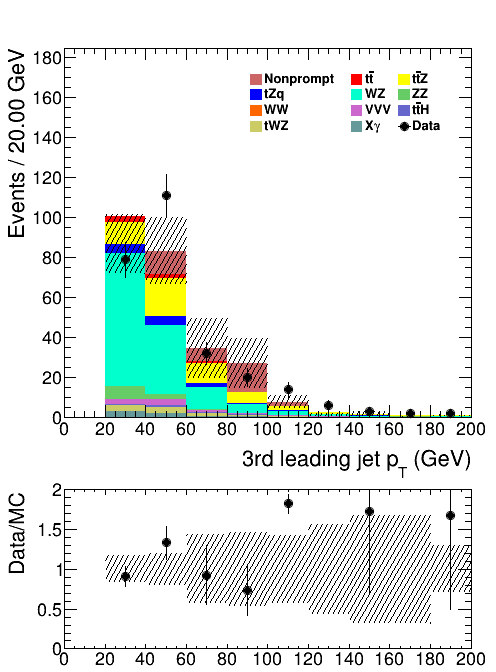 Events / 20.00 GeV
180
160
140
120
100
80
60
40
20
0
Nonprompt
tt̄
tt̄Z
tZq
WZ
ZZ
WW
VVV
tt̄H
tWZ
Xγ
Data
0 20 40 60 80 100 120 140 160 180 200
3rd leading jet p_T (GeV)
Data/MC
2
1.5
1
0.5
0
0 20 40 60 80 100 120 140 160 180 200